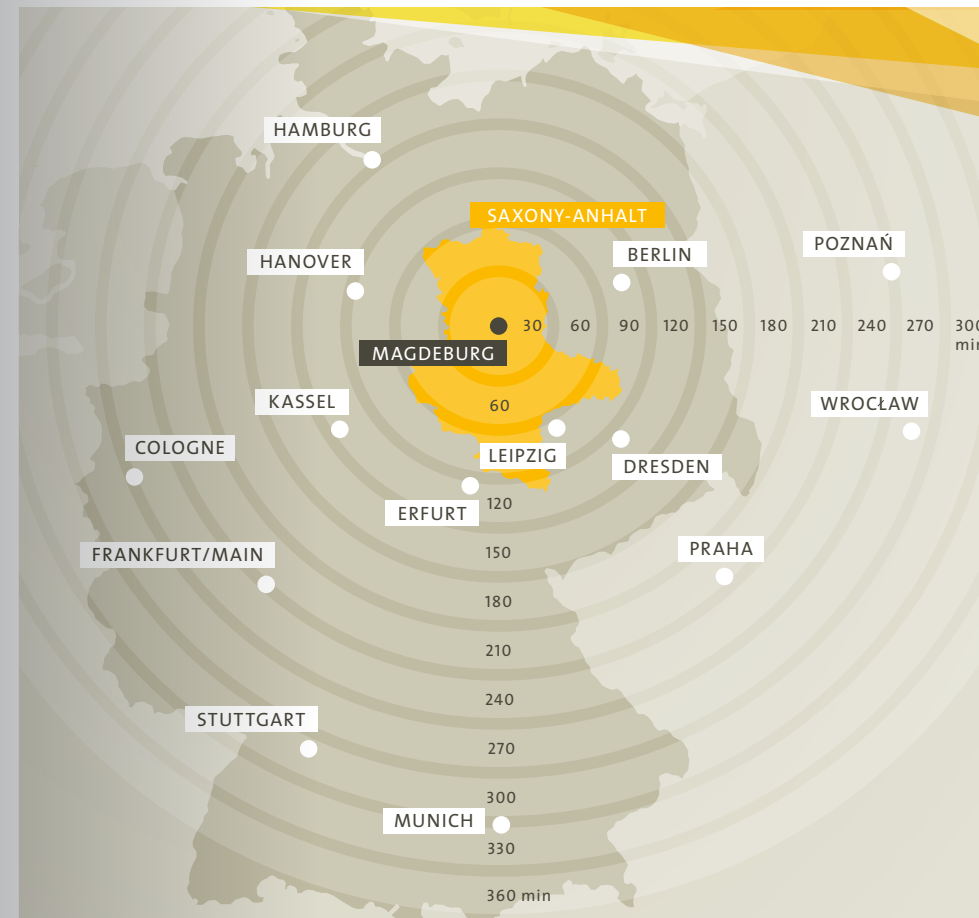 HAMBURG
SAXONY-ANHALT
POZNAŃ
BERLIN
HANOVER
30 60 90 120 150 180 210 240 270 300
min
MAGDEBURG
KASSEL
60
WROCŁAW
COLOGNE
LEIPZIG
DRESDEN
120
ERFURT
FRANKFURT/MAIN
150
PRAHA
180
210
240
STUTTGART
270
300
MUNICH
330
360 min